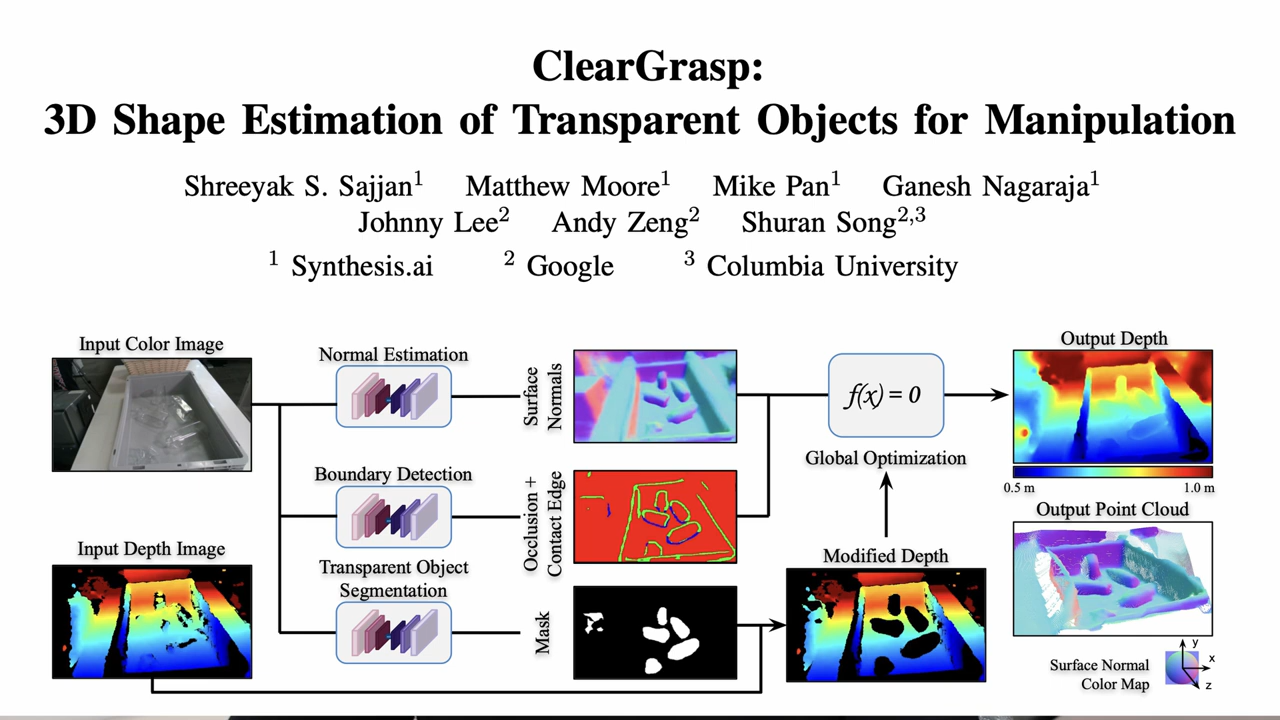 ClearGrasp:
3D Shape Estimation of Transparent Objects for Manipulation
Shreeyak S. Sajjan¹ Matthew Moore¹ Mike Pan¹ Ganesh Nagaraja¹
Johnny Lee² Andy Zeng² Shuran Song²,³
¹ Synthesis.ai ² Google ³ Columbia University
Input Color Image
Normal Estimation
Surface
Normals
f(x) = 0
Global Optimization
Output Depth
0.5 m 1.0 m
Boundary Detection
Occlusion +
Contact Edge
Output Point Cloud
Input Depth Image
Transparent Object
Segmentation
Mask
Modified Depth
Surface Normal
Color Map
y
x
z